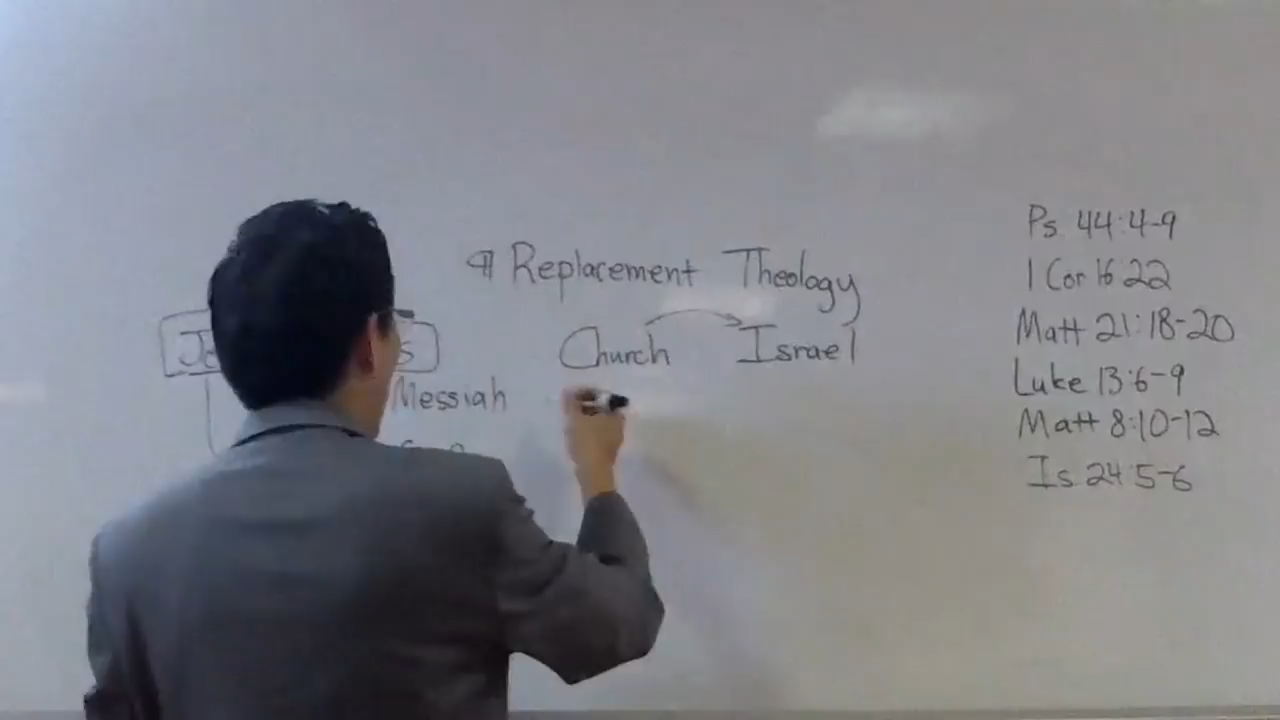 ¶ Replacement Theology
Church Israel
Messiah
Ps 44:4-9
1 Cor 16:22
Matt 21:18-20
Luke 13:6-9
Matt 8:10-12
Is 24:5-6